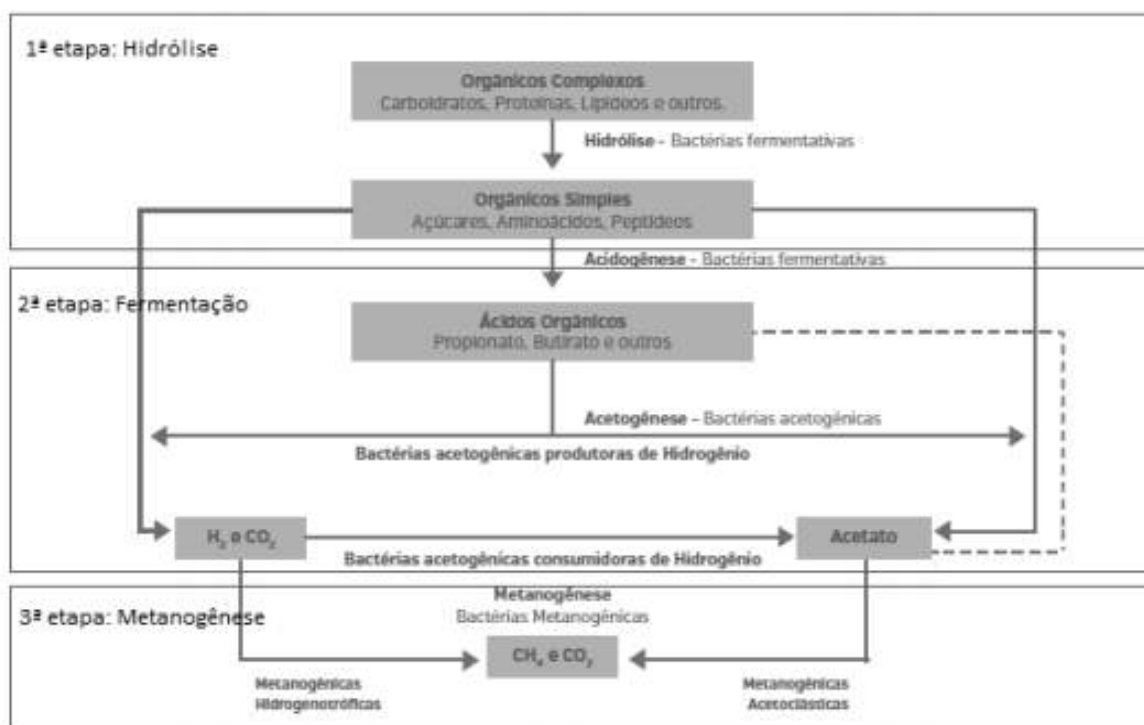 1ª etapa: Hidrólise
Orgânicos Complexos
Carboidratos, Proteínas, Lipídeos e outros.
Hidrólise - Bactérias fermentativas
Orgânicos Simples
Açúcares, Aminoácidos, Peptídeos
Acidogênese - Bactérias fermentativas
2ª etapa: Fermentação
Ácidos Orgânicos
Propionato, Butirato e outros
Acetogênese - Bactérias acetogênicas
Bactérias acetogênicas produtoras de Hidrogênio
H₂ e CO₂
Acetato
Bactérias acetogênicas consumidoras de Hidrogênio
Metanogênese
Bactérias Metanogênicas
3ª etapa: Metanogênese
CH₄ e CO₂
Metanogênicas
Hidrogenotróficas
Metanogênicas
Acetoclásticas